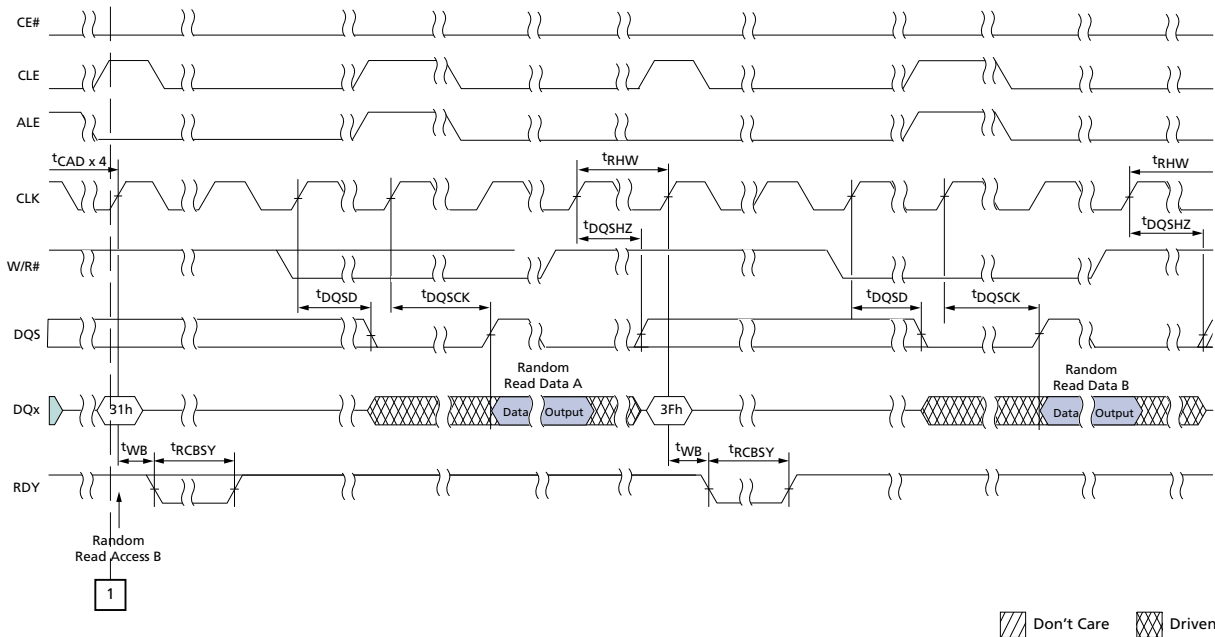 CE#
CLE
ALE
tCAD x 4
tRHW
tRHW
CLK
tDQSHZ
tDQSHZ
W/R#
tDQSD
tDQSCK
tDQSD
tDQSCK
DQS
Random
Read Data A
Random
Read Data B
DQx
31h
Data
Output
3Fh
Data
Output
tWB
tRCBSY
tWB
tRCBSY
RDY
Random
Read Access B
1
Don't Care
Driven